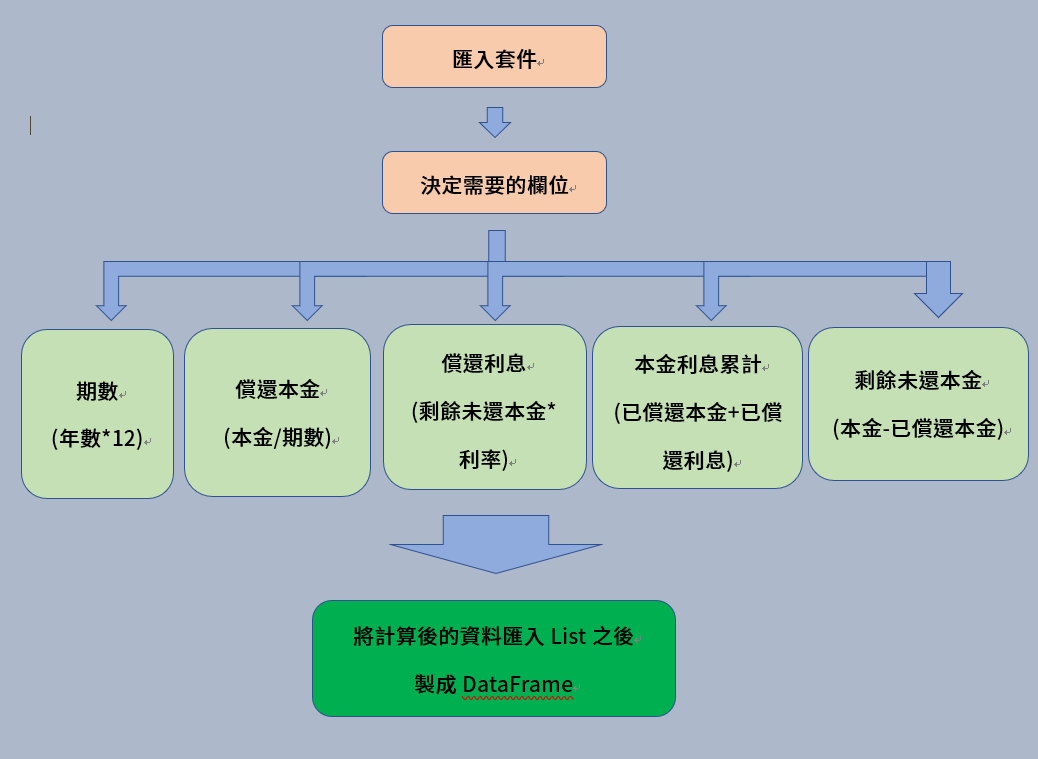 匯入套件
決定需要的欄位
期數
(年數*12)
償還本金
(本金/期數)
償還利息
(剩餘未還本金*
利率)
本金利息累計
(已償還本金+已償
還利息)
剩餘未還本金
(本金-已償還本金)
將計算後的資料匯入 List 之後
製成 DataFrame